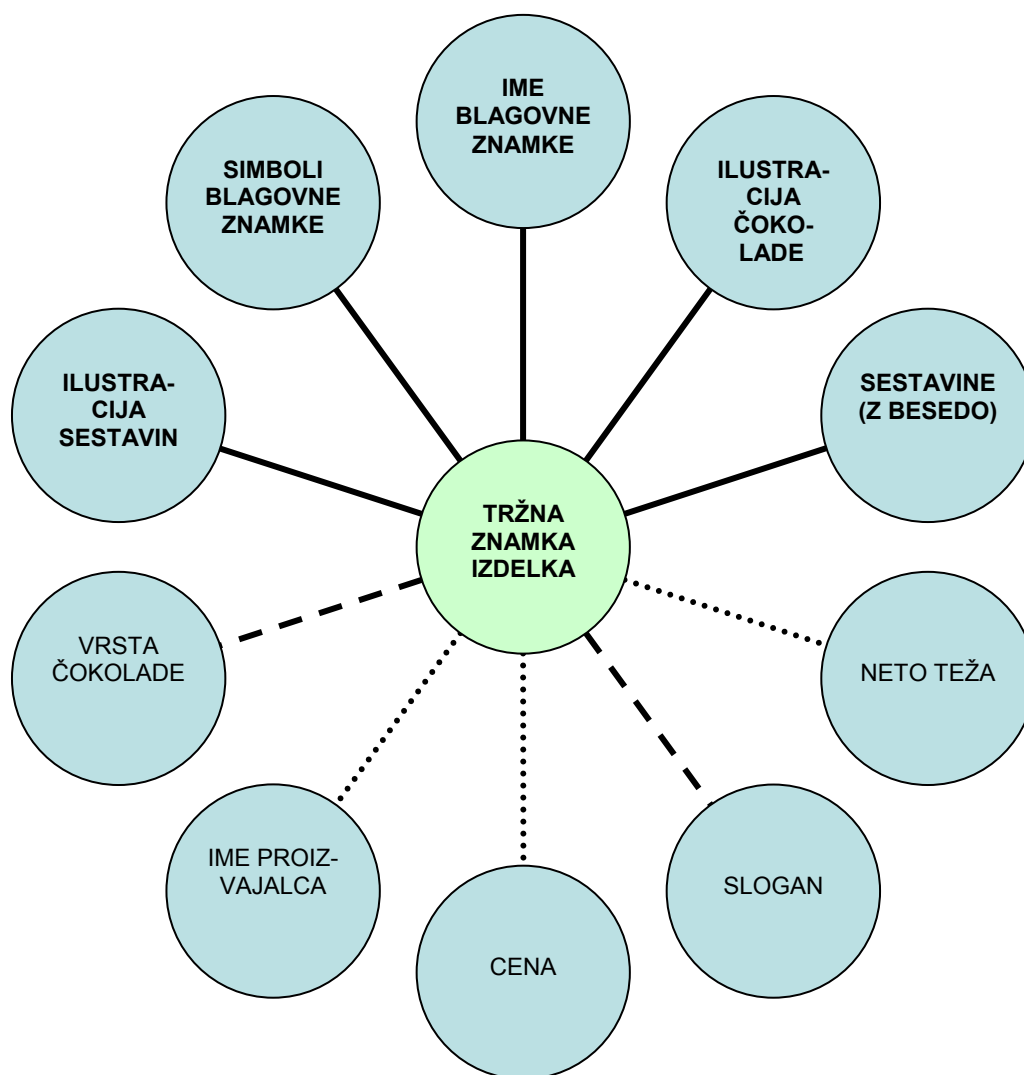 IME
BLAGOVNE
ZNAMKE
SIMBOLI
BLAGOVNE
ZNAMKE
ILUSTRA-
CIJA
ČOKO-
LADE
ILUSTRA-
CIJA
SESTAVIN
SESTAVINE
(Z BESEDO)
TRŽNA
ZNAMKA
IZDELKA
VRSTA
ČOKOLADE
NETO TEŽA
IME PROIZ-
VAJALCA
SLOGAN
CENA